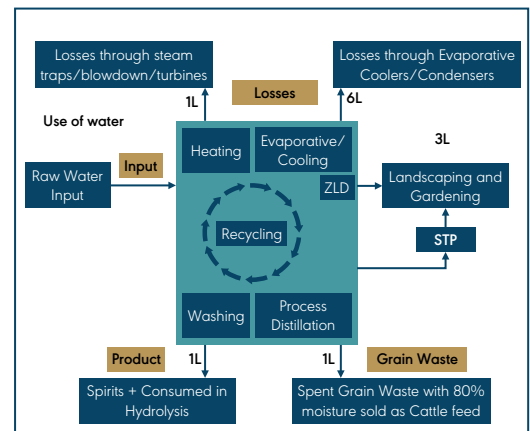 Losses through steam
traps/blowdown/turbines
Losses through Evaporative
Coolers/Condensers
1L
Losses
6L
Use of water
3L
Heating
Evaporative/
Cooling
Input
Raw Water
Input
ZLD
Landscaping and
Gardening
Recycling
STP
Washing
Process
Distillation
Product
1L
1L
Grain Waste
Spirits + Consumed in
Hydrolysis
Spent Grain Waste with 80%
moisture sold as Cattle feed